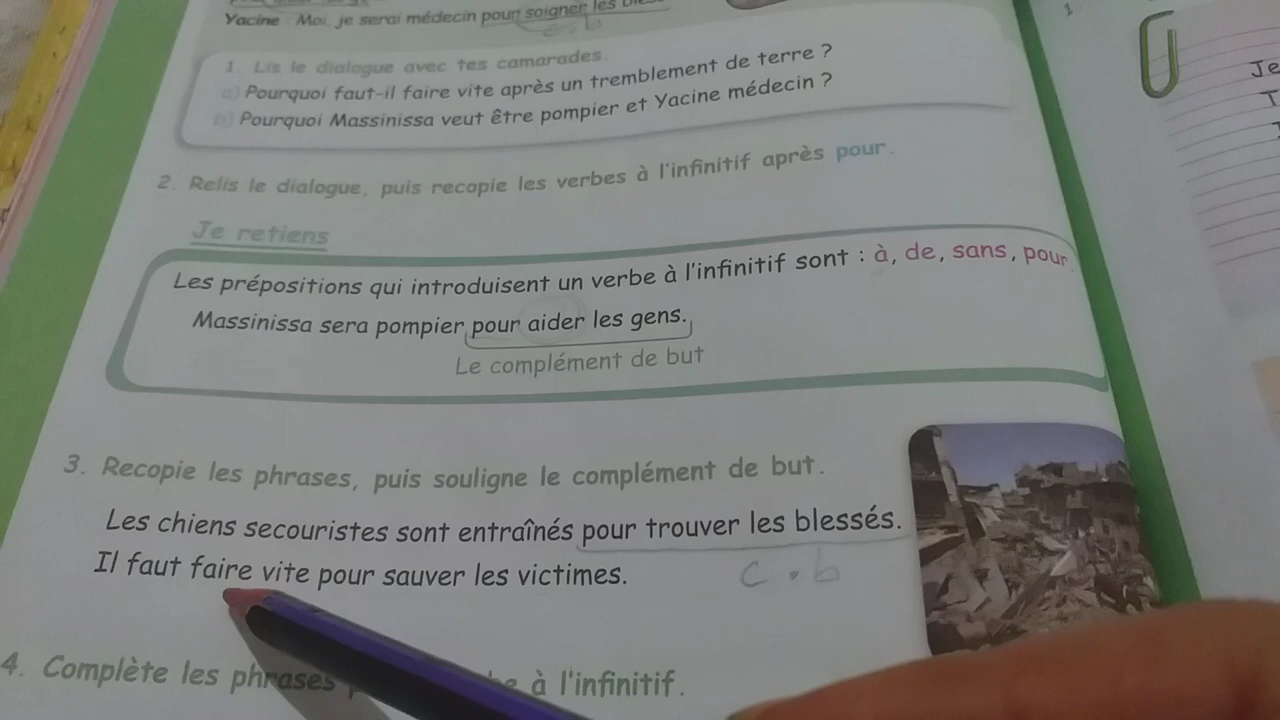 Yacine : Moi, je serai médecin pour soigner les
c.b
1. Lis le dialogue avec tes camarades.
a) Pourquoi faut-il faire vite après un tremblement de terre ?
b) Pourquoi Massinissa veut être pompier et Yacine médecin ?
2. Relis le dialogue, puis recopie les verbes à l'infinitif après pour.
Je retiens
Les prépositions qui introduisent un verbe à l'infinitif sont : à, de, sans, pour
Massinissa sera pompier pour aider les gens.
Le complément de but
3. Recopie les phrases, puis souligne le complément de but.
Les chiens secouristes sont entraînés pour trouver les blessés.
Il faut faire vite pour sauver les victimes.
c.b
4. Complète les phrases à l'infinitif.
1
Je